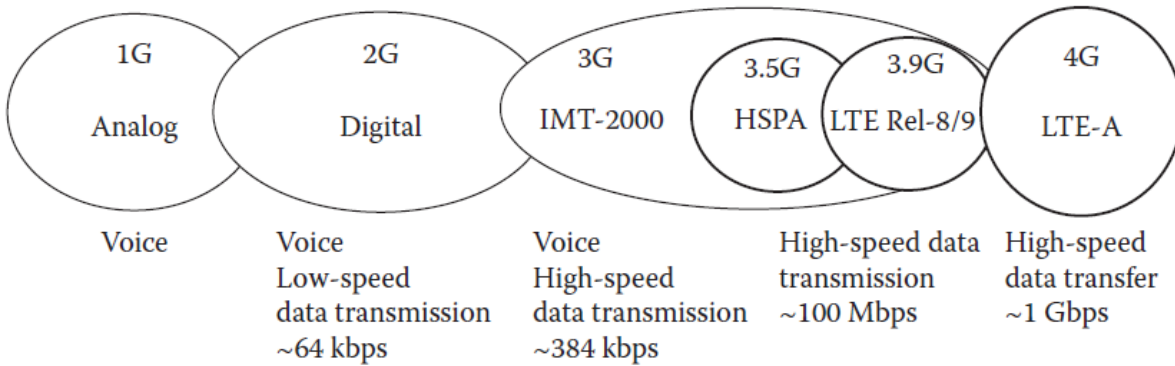 1G
Analog
2G
Digital
3G
IMT-2000
3.5G
HSPA
3.9G
LTE Rel-8/9
4G
LTE-A
Voice
Voice
Low-speed
data transmission
~64 kbps
Voice
High-speed
data transmission
~384 kbps
High-speed data
transmission
~100 Mbps
High-speed
data transfer
~1 Gbps